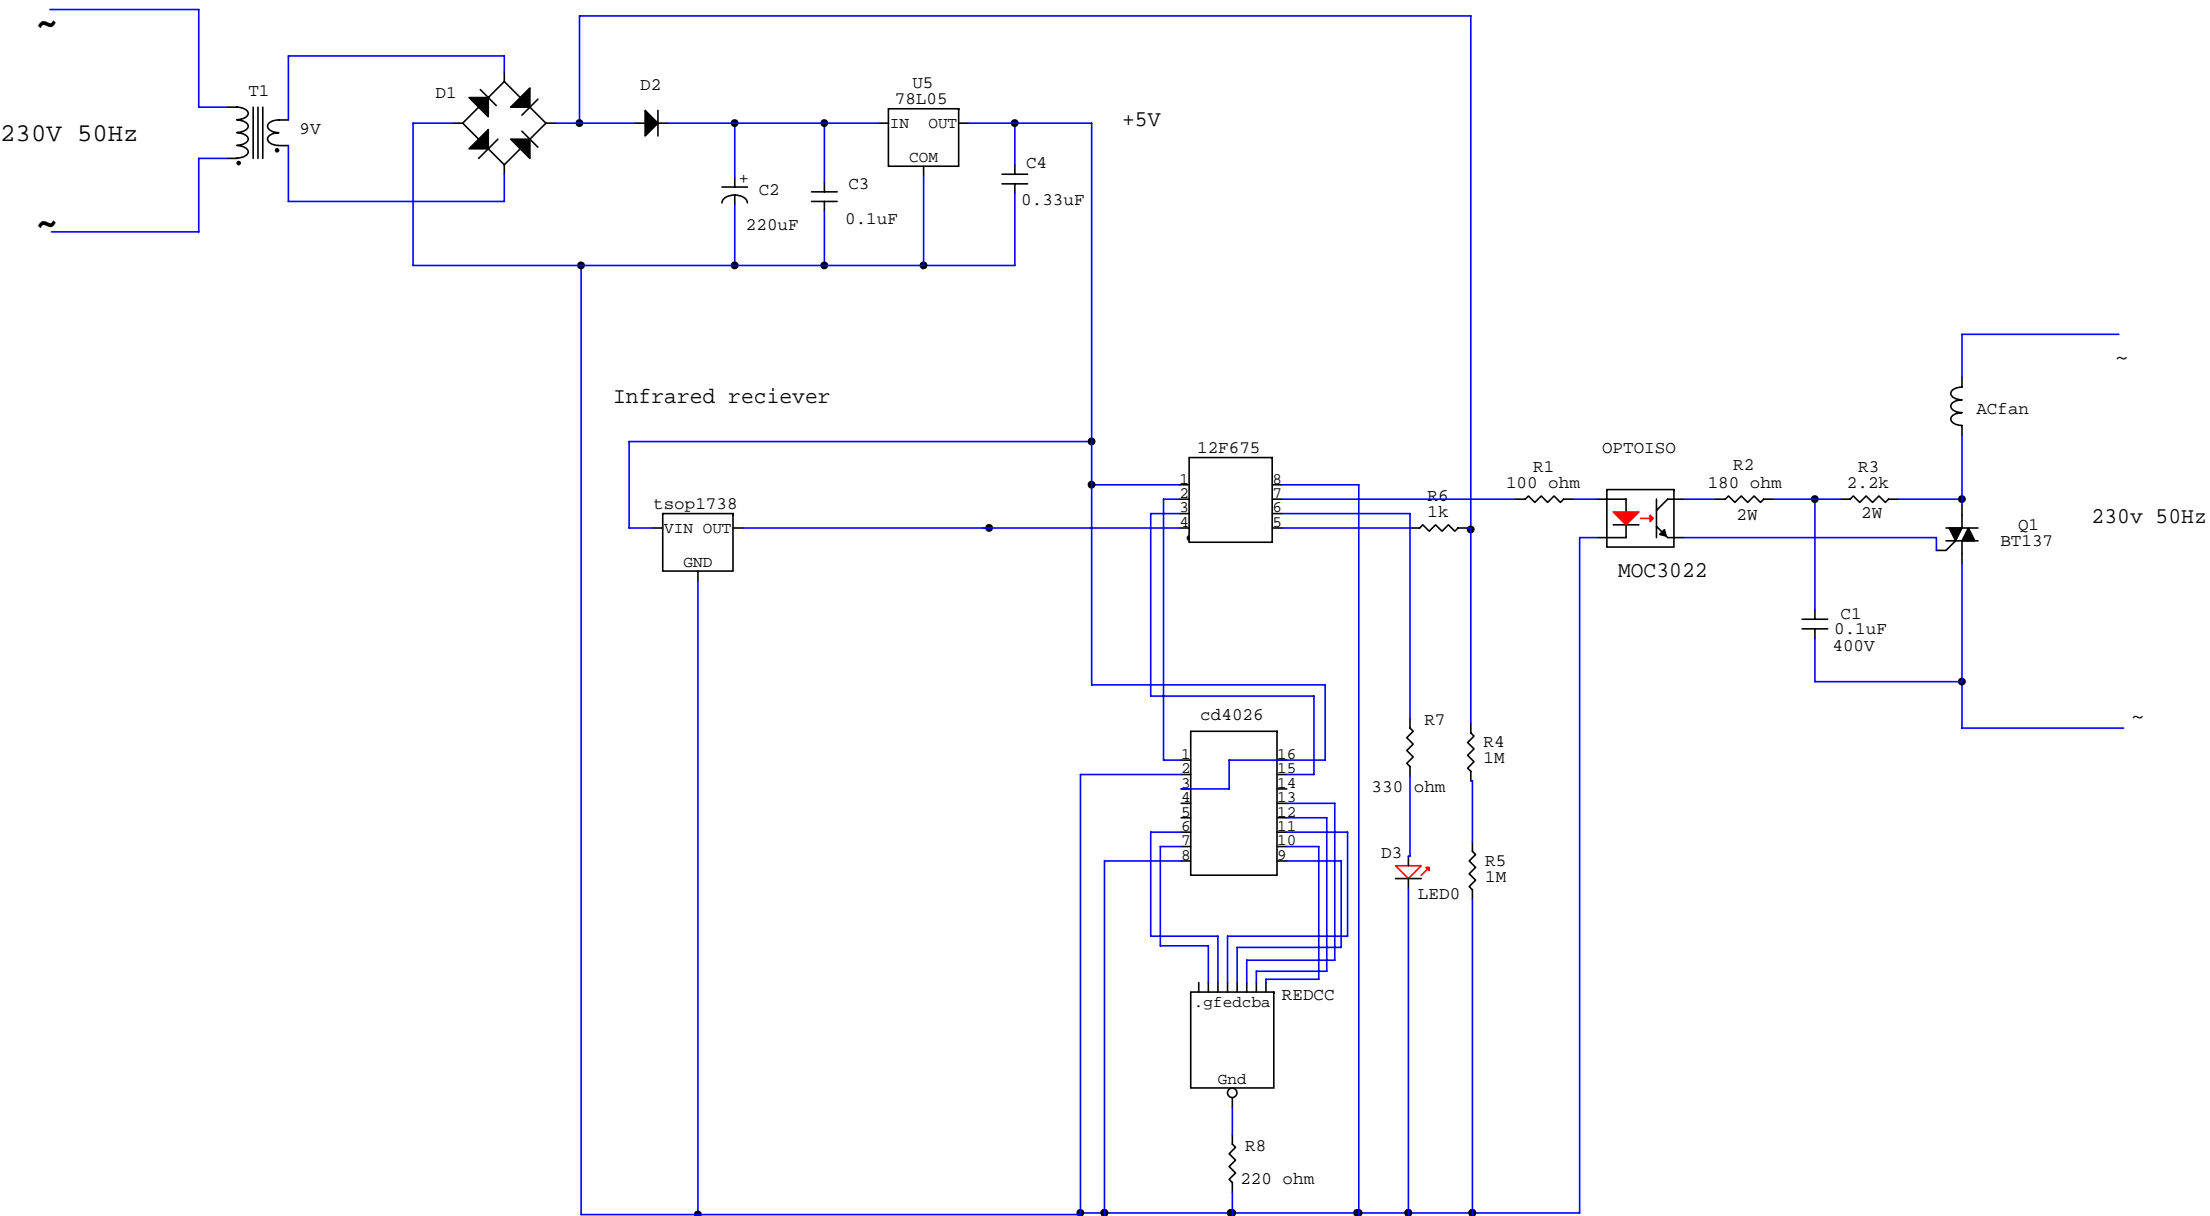 ~
230V 50Hz
~
T1
9V
D1
D2
U5
78L05
IN OUT
COM
+5V
+
C2
220uF
C3
0.1uF
C4
0.33uF
Infrared reciever
tsop1738
VIN OUT
GND
12F675
1
2
3
4
8
7
6
5
R6
1k
R1
100 ohm
OPTOISO
MOC3022
R2
180 ohm
2W
R3
2.2k
2W
~
ACfan
230v 50Hz
Q1
BT137
C1
0.1uF
400V
~
cd4026
1
2
3
4
5
6
7
8
16
15
14
13
12
11
10
9
R7
330 ohm
R4
1M
D3
LED0
R5
1M
.gfedcba
REDCC
Gnd
R8
220 ohm